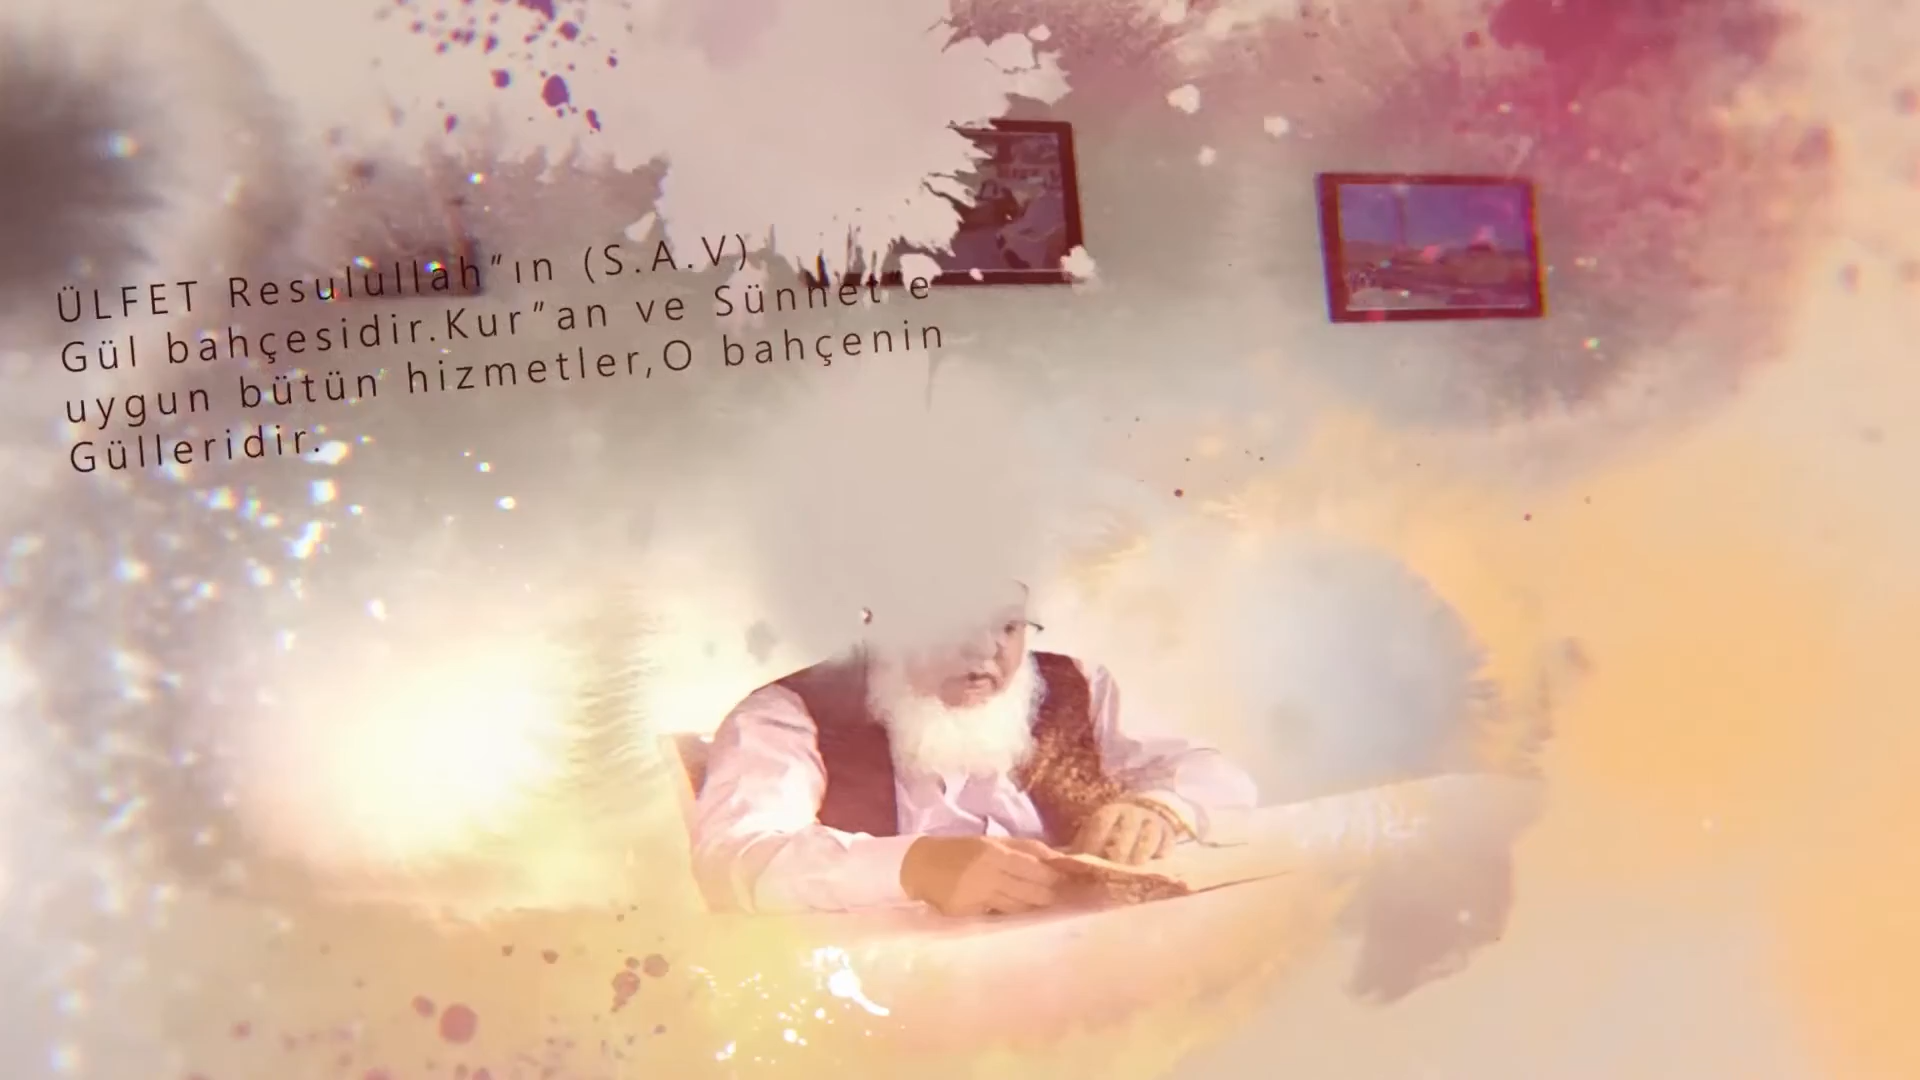 ÜLFET Resulullah"ın (S.A.V)
Gül bahçesidir.Kur"an ve Sünnet e
uygun bütün hizmetler,O bahçenin
Gülleridir.